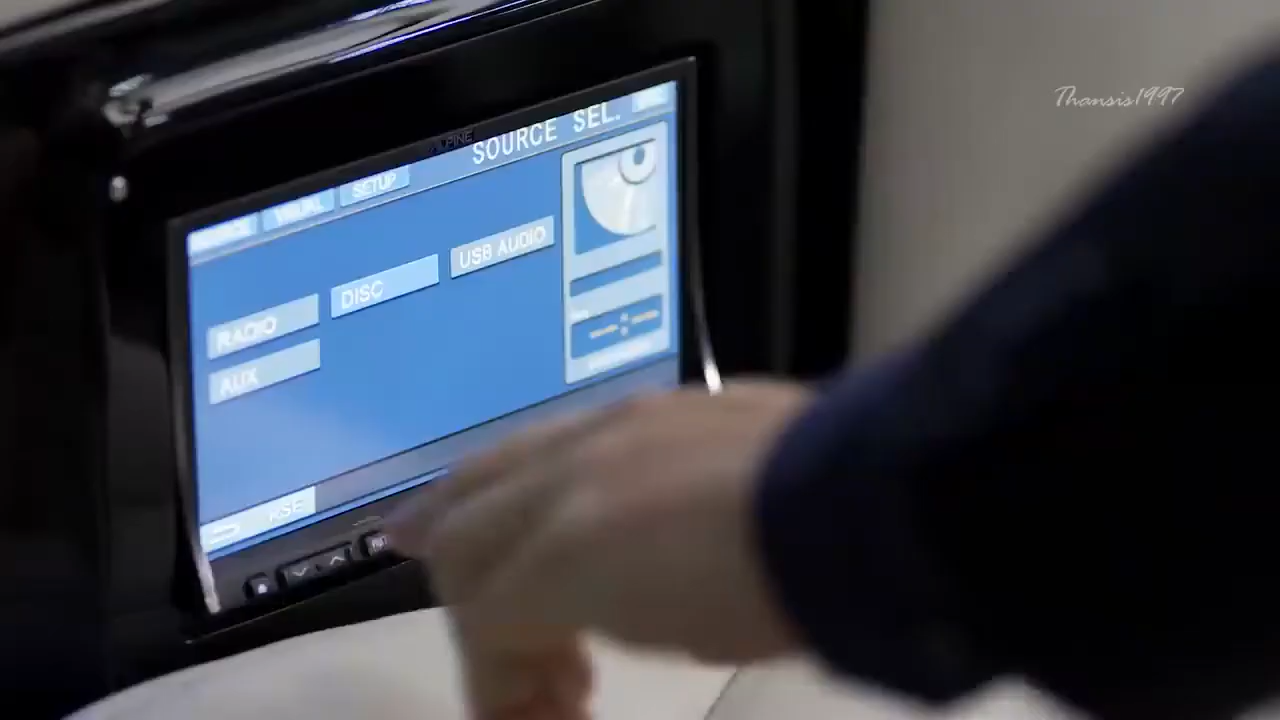 Thansis1997
ALPINE
SOURCE SEL.
SOURCE VISUAL SETUP
RADIO DISC USB AUDIO
AUX
RSE